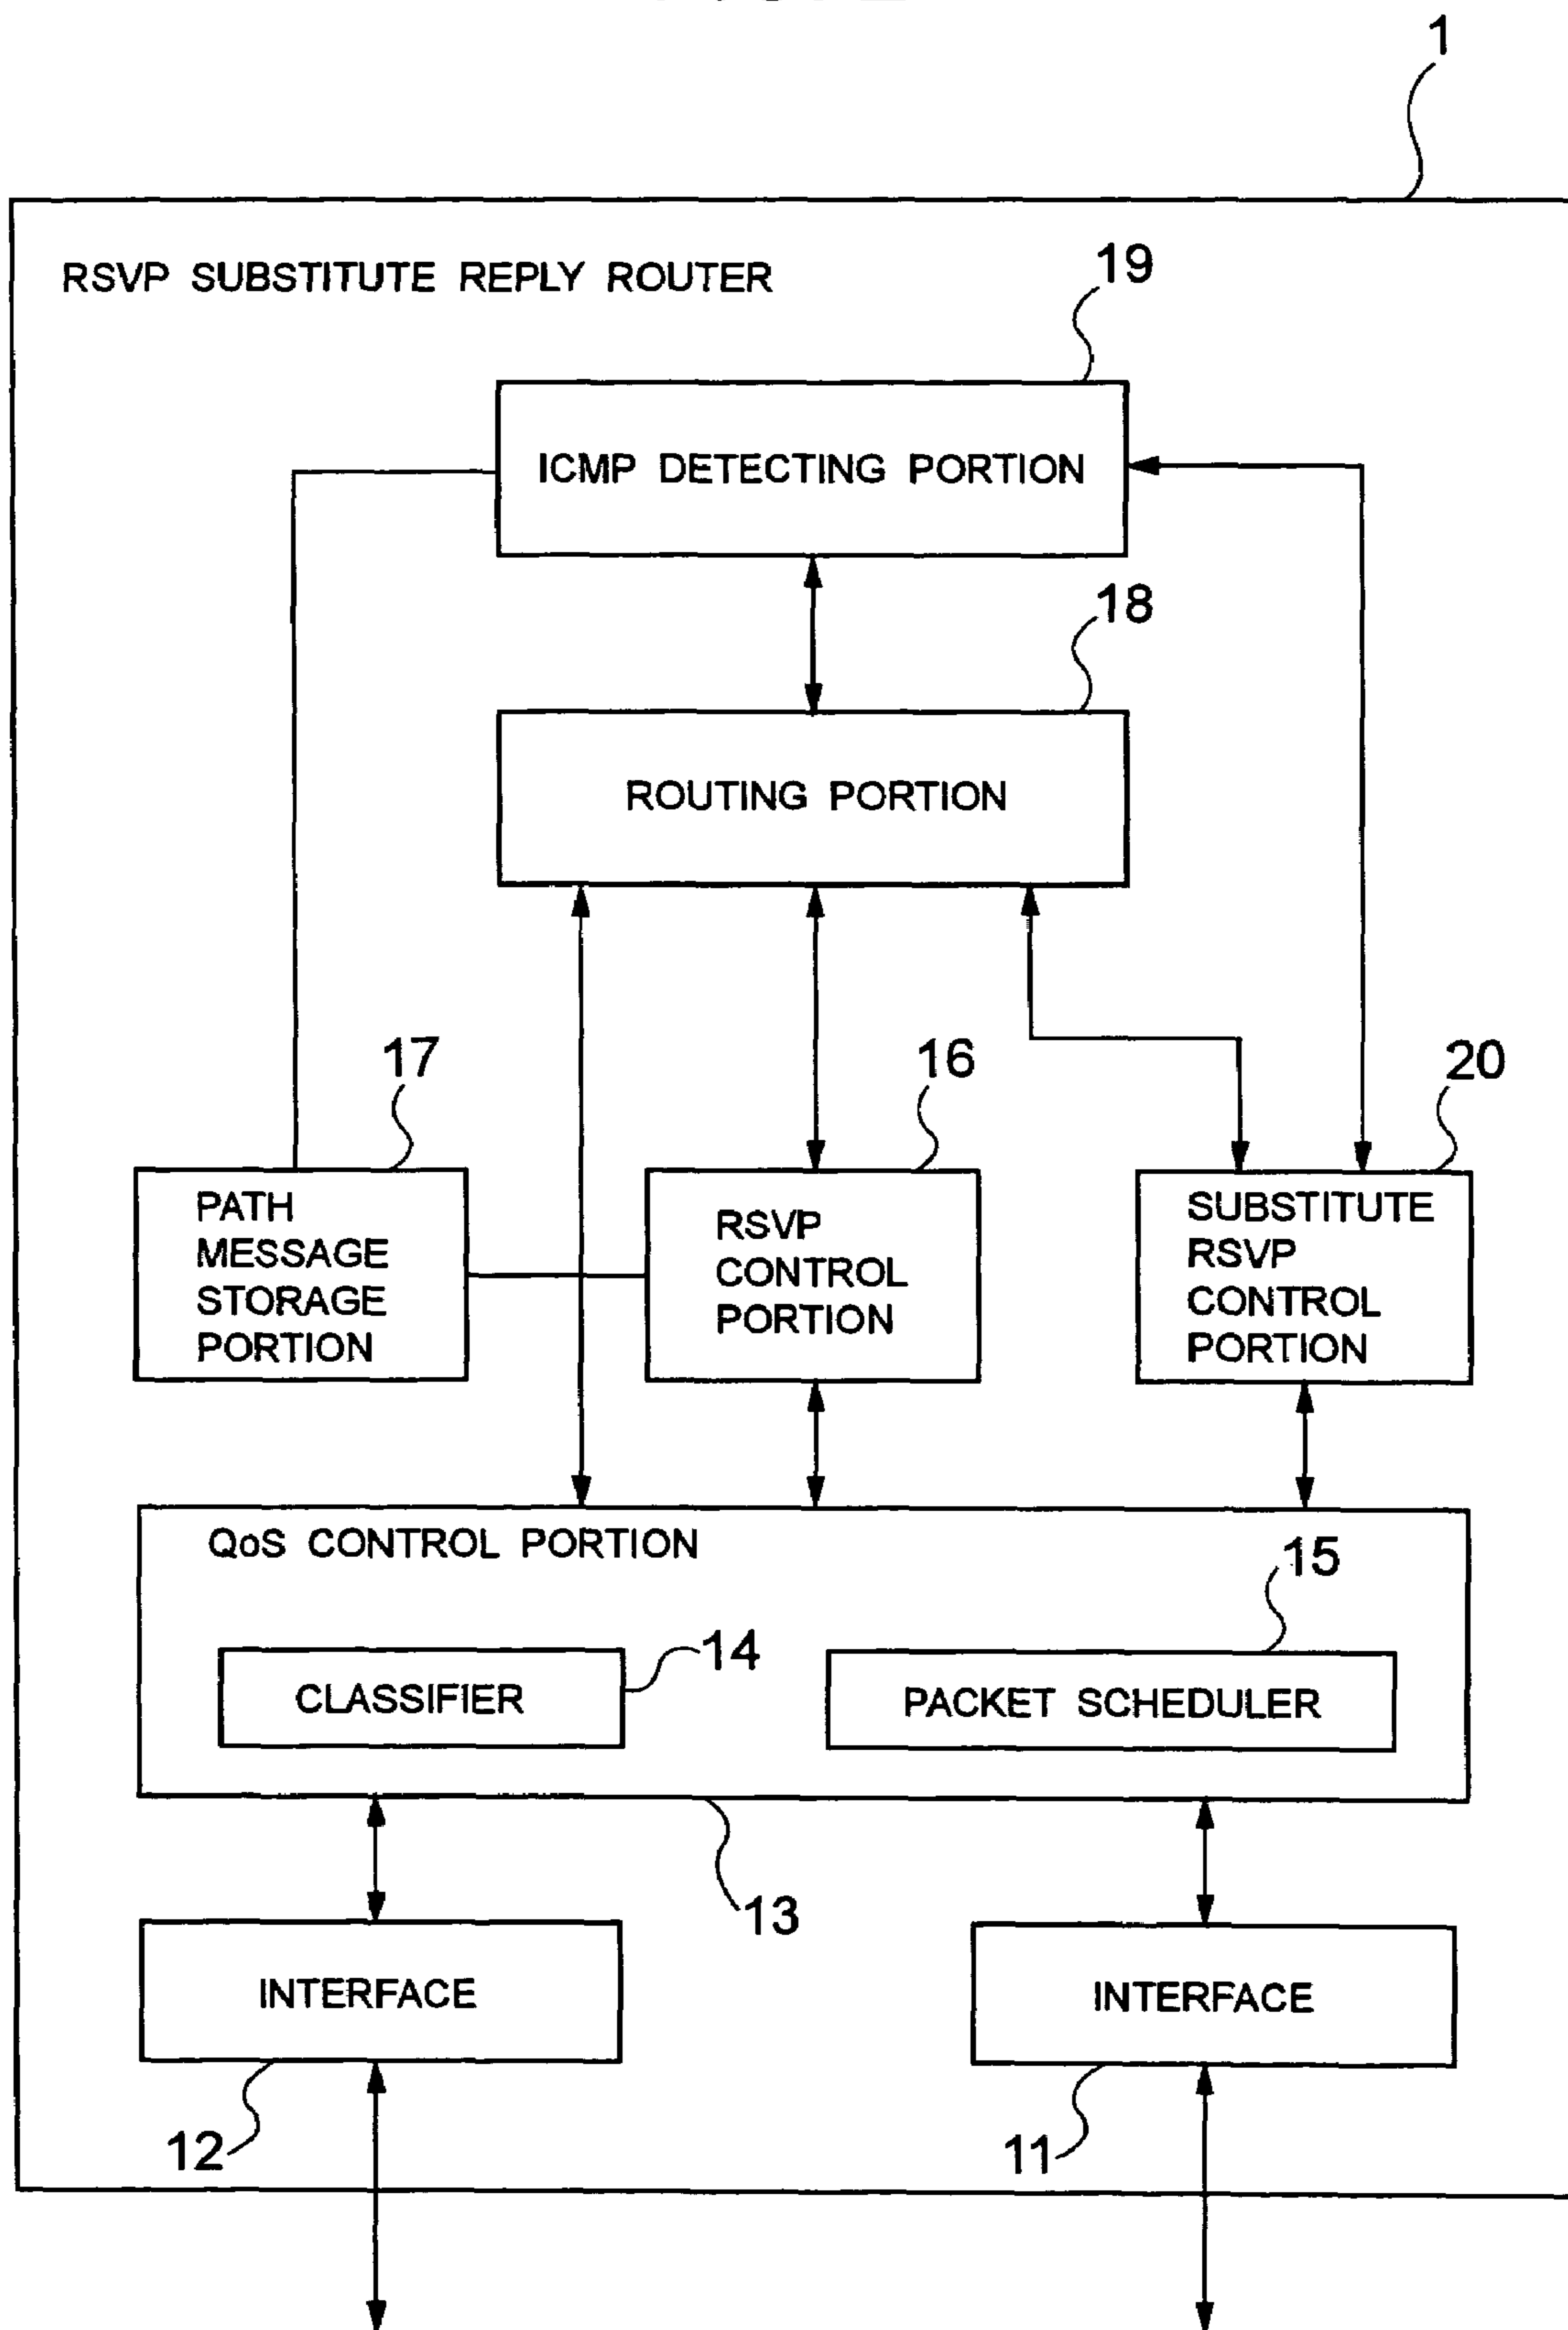 1
RSVP SUBSTITUTE REPLY ROUTER
19
ICMP DETECTING PORTION
18
ROUTING PORTION
17
16
20
PATH
MESSAGE
STORAGE
PORTION
RSVP
CONTROL
PORTION
SUBSTITUTE
RSVP
CONTROL
PORTION
QoS CONTROL PORTION
15
14
CLASSIFIER
PACKET SCHEDULER
13
INTERFACE
INTERFACE
12
11